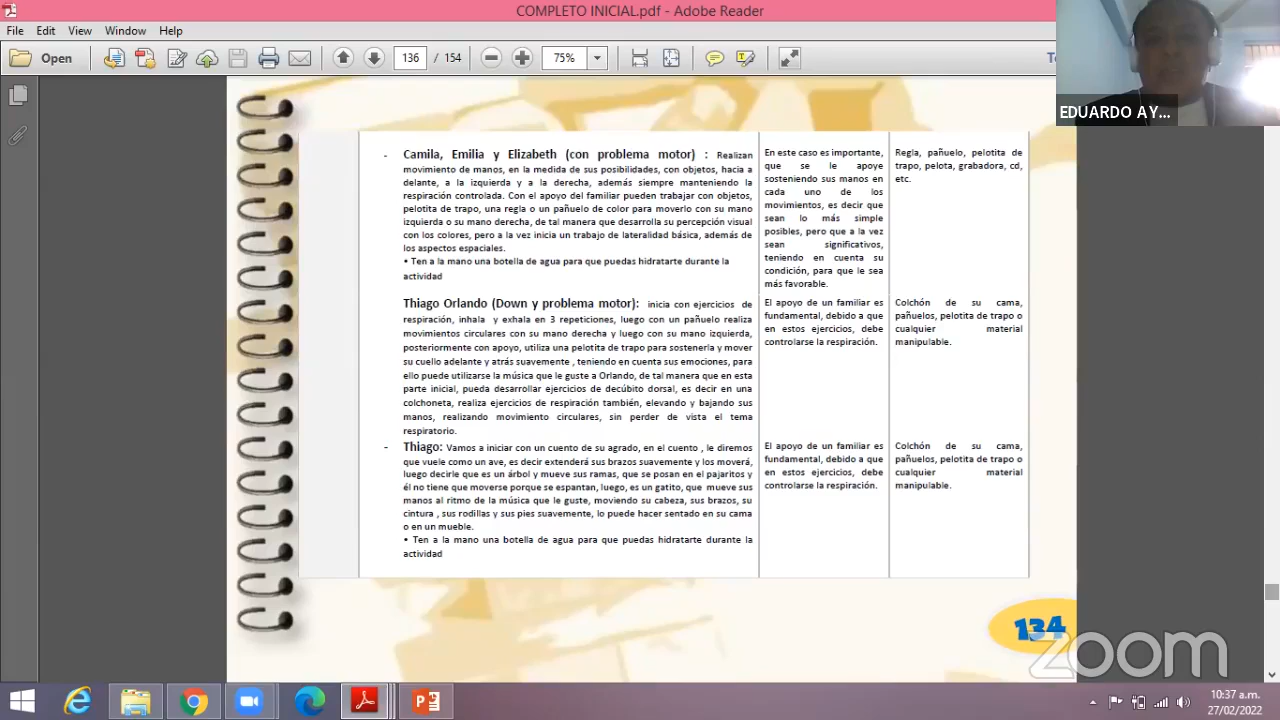 COMPLETO INICIAL.pdf - Adobe Reader
File Edit View Window Help
Open 136 / 154 75%
EDUARDO AY...
- Camila, Emilia y Elizabeth (con problema motor) : Realizan
movimiento de manos, en la medida de sus posibilidades, con objetos, hacia a
delante, a la izquierda y a la derecha, además siempre manteniendo la
respiración controlada. Con el apoyo del familiar pueden trabajar con objetos,
pelotita de trapo, una regla o un pañuelo de color para moverlo con su mano
izquierda o su mano derecha, de tal manera que desarrolla su percepción visual
con los colores, pero a la vez inicia un trabajo de lateralidad básica, además de
los aspectos espaciales.
• Ten a la mano una botella de agua para que puedas hidratarte durante la
actividad
En este caso es importante,
que se le apoye
sosteniendo sus manos en
cada uno de los
movimientos, es decir que
sean lo más simple
posibles, pero que a la vez
sean significativos,
teniendo en cuenta su
condición, para que le sea
más favorable.
Regla, pañuelo, pelotita de
trapo, pelota, grabadora, cd,
etc.
Thiago Orlando (Down y problema motor): inicia con ejercicios de
respiración, inhala y exhala en 3 repeticiones, luego con un pañuelo realiza
movimientos circulares con su mano derecha y luego con su mano izquierda,
posteriormente con apoyo, utiliza una pelotita de trapo para sostenerla y mover
su cuello adelante y atrás suavemente , teniendo en cuenta sus emociones, para
ello puede utilizarse la música que le guste a Orlando, de tal manera que en esta
parte inicial, pueda desarrollar ejercicios de decúbito dorsal, es decir en una
colchoneta, realiza ejercicios de respiración también, elevando y bajando sus
manos, realizando movimiento circulares, sin perder de vista el tema
respiratorio.
El apoyo de un familiar es
fundamental, debido a que
en estos ejercicios, debe
controlarse la respiración.
Colchón de su cama,
pañuelos, pelotita de trapo o
cualquier material
manipulable.
- Thiago: Vamos a iniciar con un cuento de su agrado, en el cuento , le diremos
que vuele como un ave, es decir extenderá sus brazos suavemente y los moverá,
luego decirle que es un árbol y mueve sus ramas, que se posan en el pajaritos y
él no tiene que moverse porque se espantan, luego, es un gatito, que mueve sus
manos al ritmo de la música que le guste, moviendo su cabeza, sus brazos, su
cintura , sus rodillas y sus pies suavemente, lo puede hacer sentado en su cama
o en un mueble.
• Ten a la mano una botella de agua para que puedas hidratarte durante la
actividad
El apoyo de un familiar es
fundamental, debido a que
en estos ejercicios, debe
controlarse la respiración.
Colchón de su cama,
pañuelos, pelotita de trapo o
cualquier material
manipulable.
134
zoom
10:37 a.m.
27/02/2022